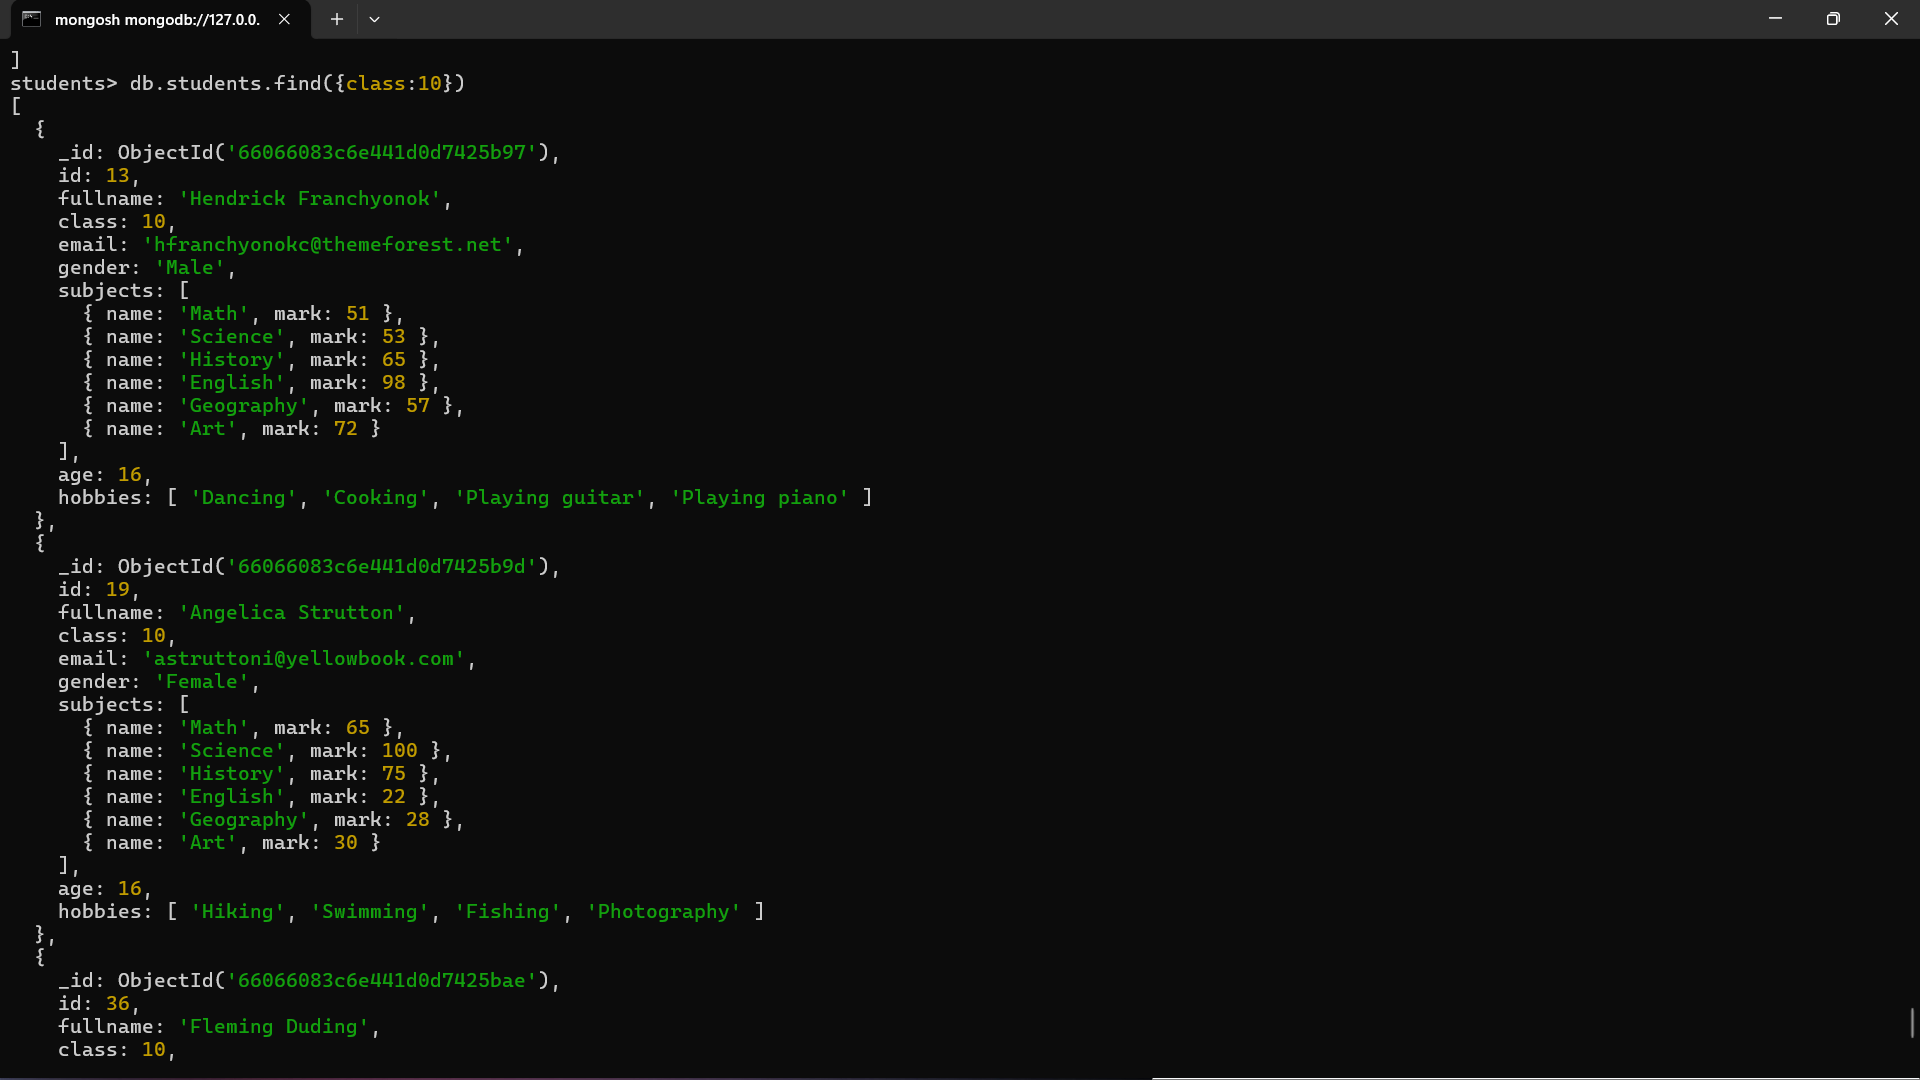 mongosh mongodb://127.0.0.
]
students> db.students.find({class:10})
[
  {
    _id: ObjectId('66066083c6e441d0d7425b97'),
    id: 13,
    fullname: 'Hendrick Franchyonok',
    class: 10,
    email: 'hfranchyonokc@themeforest.net',
    gender: 'Male',
    subjects: [
      { name: 'Math', mark: 51 },
      { name: 'Science', mark: 53 },
      { name: 'History', mark: 65 },
      { name: 'English', mark: 98 },
      { name: 'Geography', mark: 57 },
      { name: 'Art', mark: 72 }
    ],
    age: 16,
    hobbies: [ 'Dancing', 'Cooking', 'Playing guitar', 'Playing piano' ]
  },
  {
    _id: ObjectId('66066083c6e441d0d7425b9d'),
    id: 19,
    fullname: 'Angelica Strutton',
    class: 10,
    email: 'astruttoni@yellowbook.com',
    gender: 'Female',
    subjects: [
      { name: 'Math', mark: 65 },
      { name: 'Science', mark: 100 },
      { name: 'History', mark: 75 },
      { name: 'English', mark: 22 },
      { name: 'Geography', mark: 28 },
      { name: 'Art', mark: 30 }
    ],
    age: 16,
    hobbies: [ 'Hiking', 'Swimming', 'Fishing', 'Photography' ]
  },
  {
    _id: ObjectId('66066083c6e441d0d7425bae'),
    id: 36,
    fullname: 'Fleming Duding',
    class: 10,